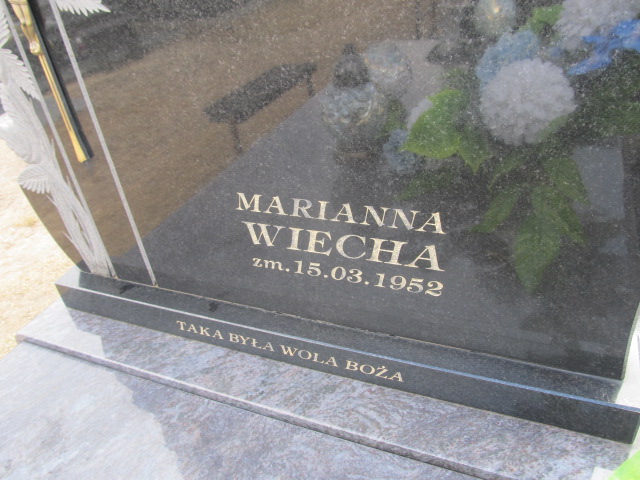 MARIANNA
WIECHA
zm.15.03.1952
TAKA BYŁA WOLA BOŻA